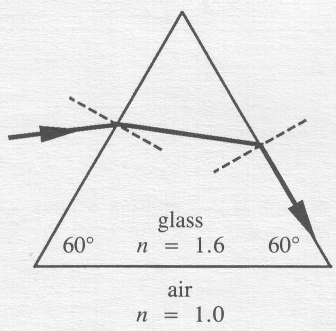 glass
60° n = 1.6 60°
air
n = 1.0